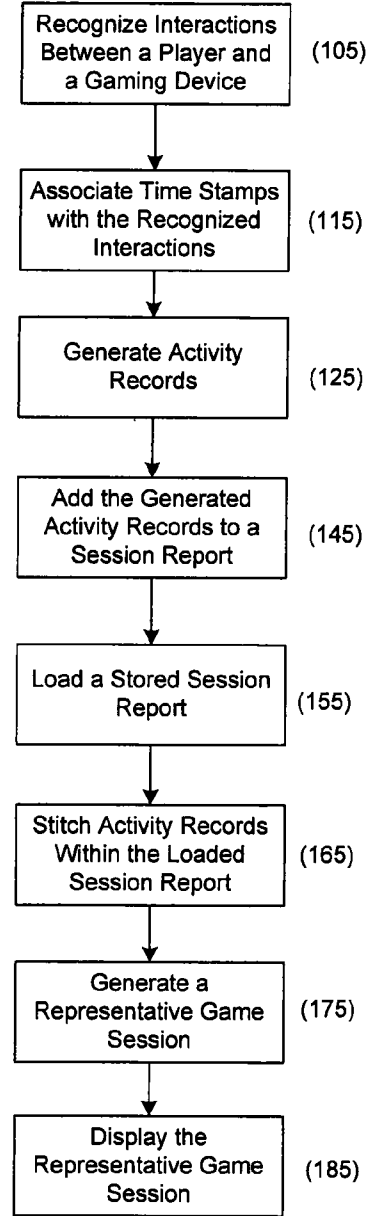 Recognize Interactions
Between a Player and
a Gaming Device
(105)
Associate Time Stamps
with the Recognized
Interactions
(115)
Generate Activity
Records
(125)
Add the Generated
Activity Records to a
Session Report
(145)
Load a Stored Session
Report
(155)
Stitch Activity Records
Within the Loaded
Session Report
(165)
Generate a
Representative Game
Session
(175)
Display the
Representative Game
Session
(185)